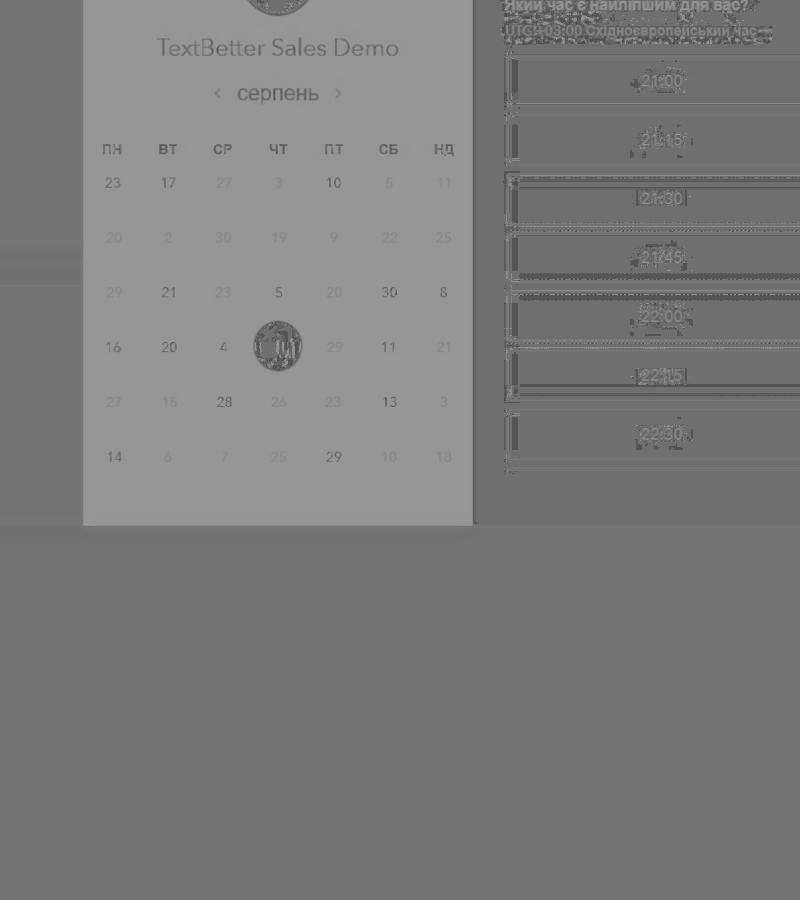 TextBetter Sales Demo
‹ серпень ›
ПН ВТ СР ЧТ ПТ СБ НД
23 17 27 3 10 5 11
20 2 30 19 9 22 25
29 21 23 5 20 30 8
16 20 4 29 11 21
27 15 28 26 23 13 3
14 6 7 25 29 10 18
Який час є найліпшим для вас?
UTC+03:00 Східноєвропейський час
21:00
21:15
21:30
21:45
22:00
22:15
22:30